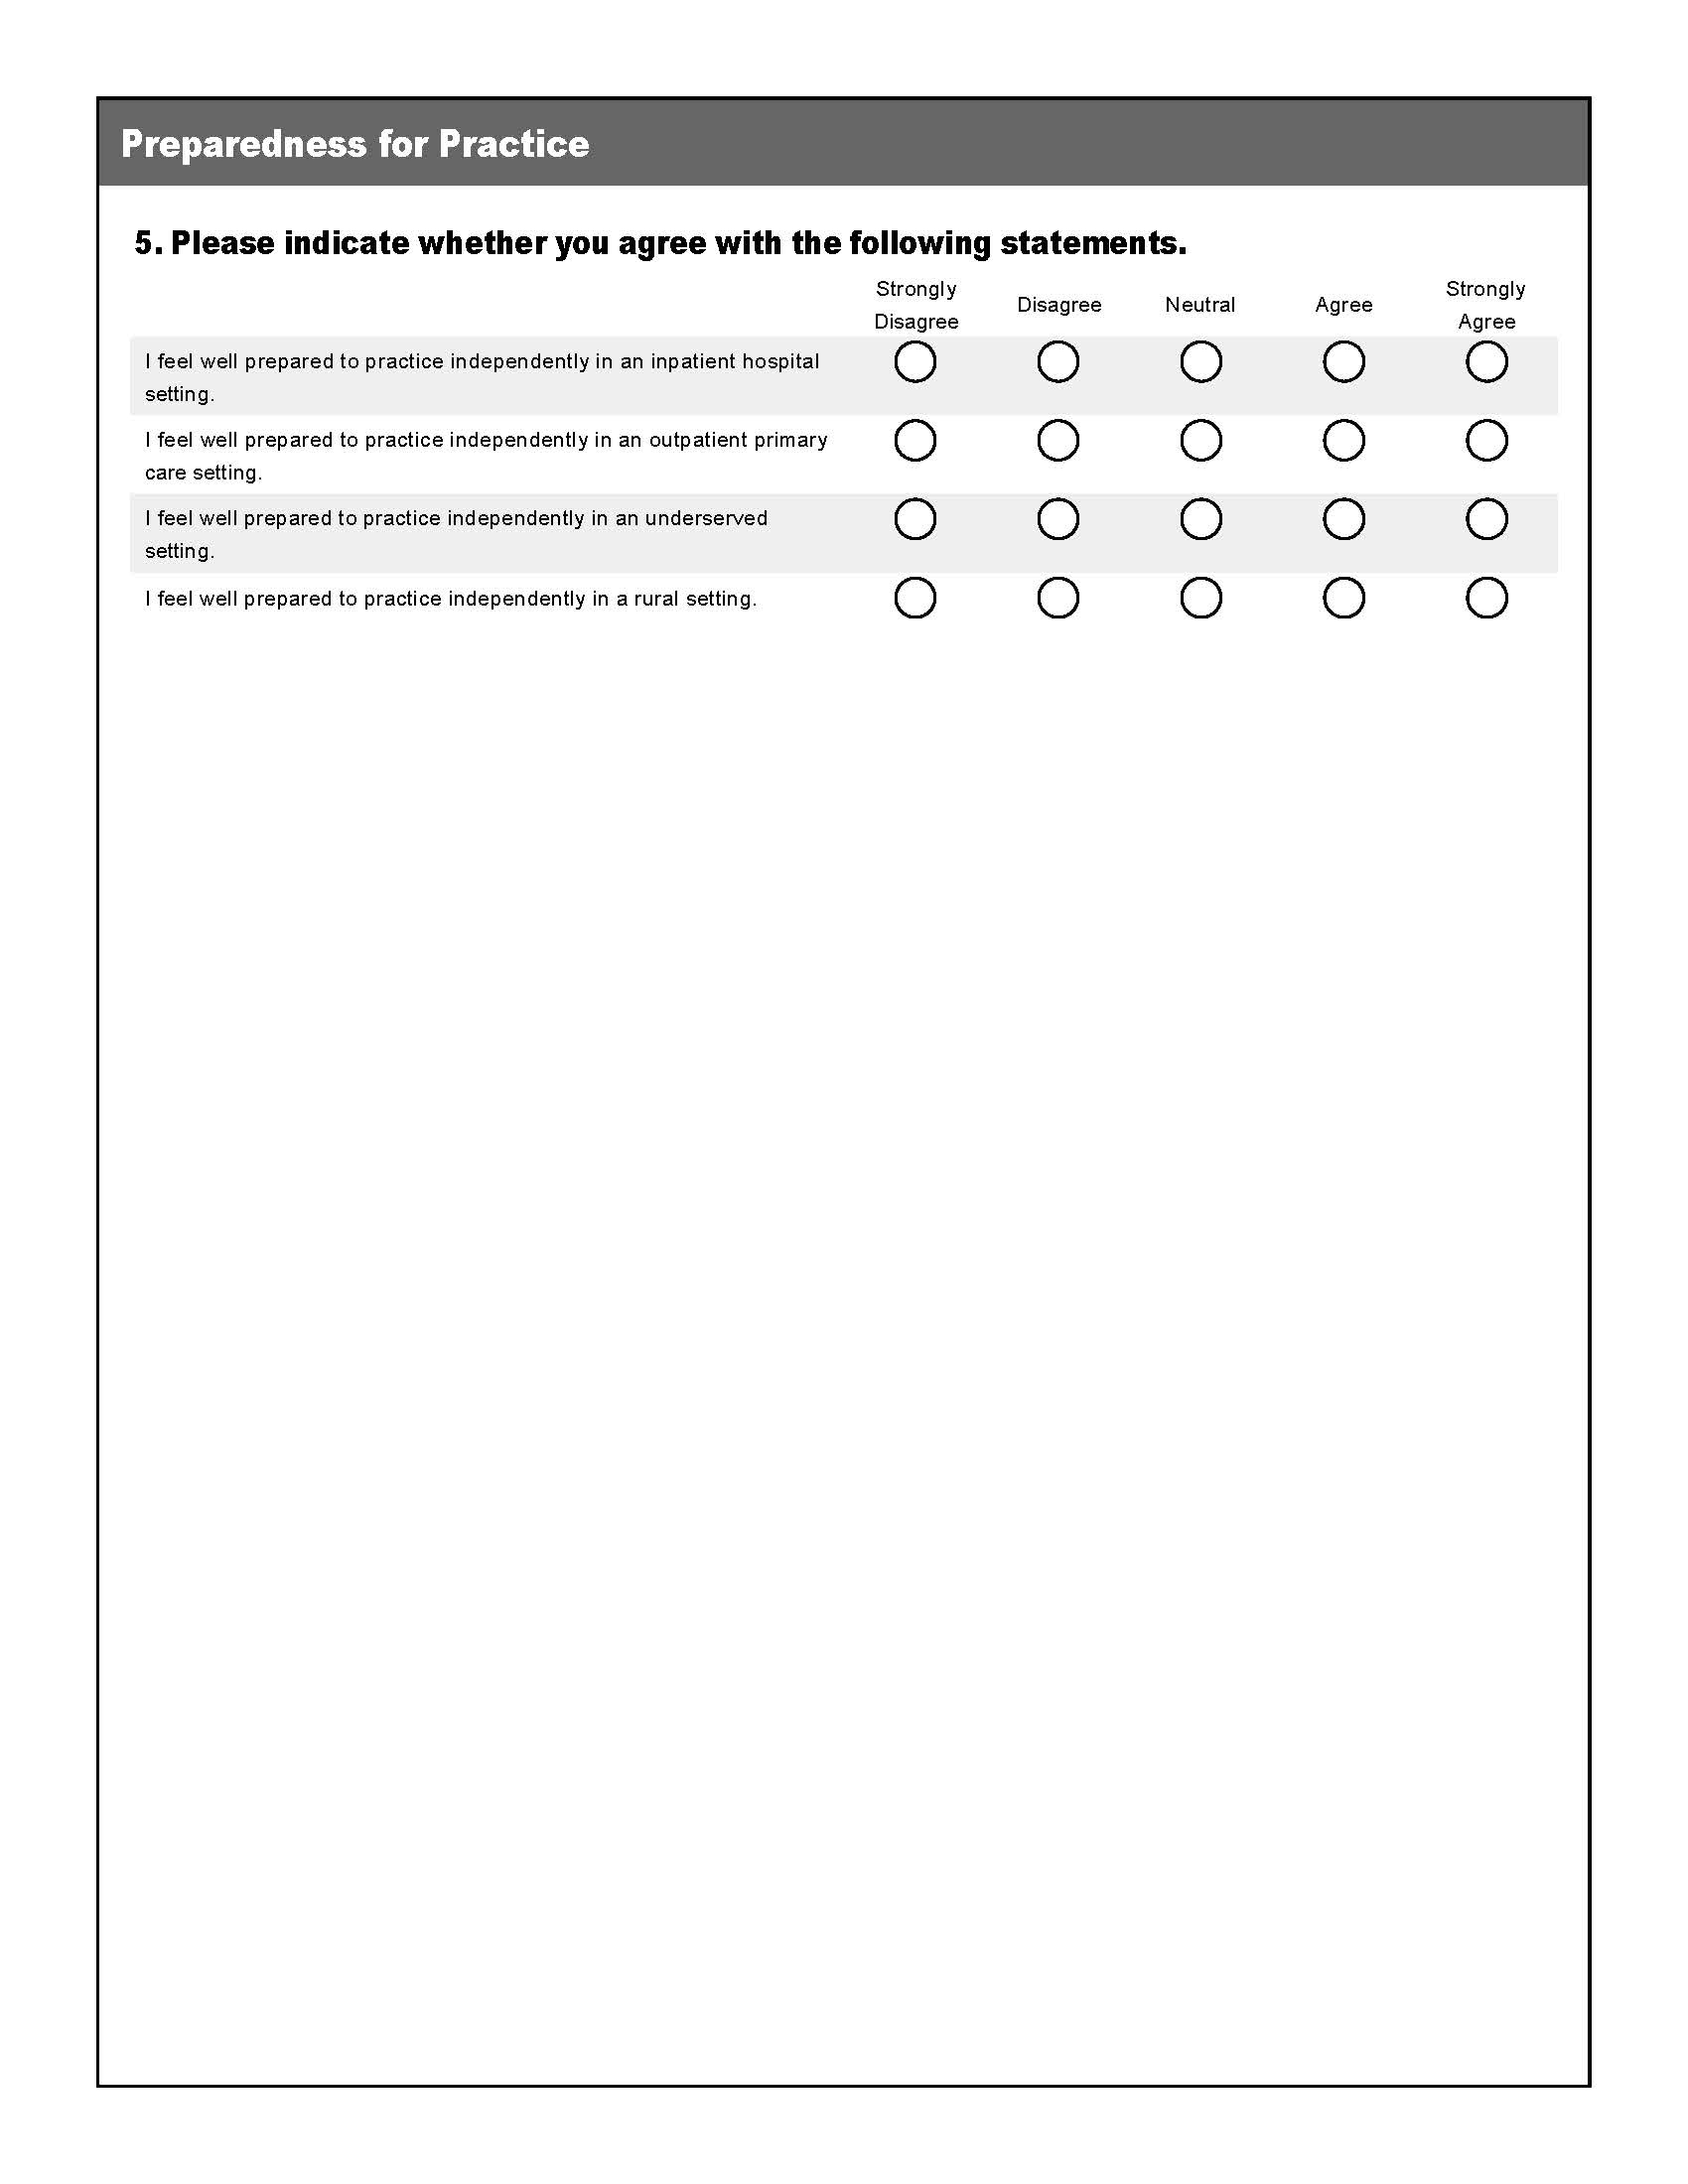 Preparedness for Practice
5. Please indicate whether you agree with the following statements.
Strongly Disagree Disagree Neutral Agree Strongly Agree
I feel well prepared to practice independently in an inpatient hospital
setting.
I feel well prepared to practice independently in an outpatient primary
care setting.
I feel well prepared to practice independently in an underserved
setting.
I feel well prepared to practice independently in a rural setting.